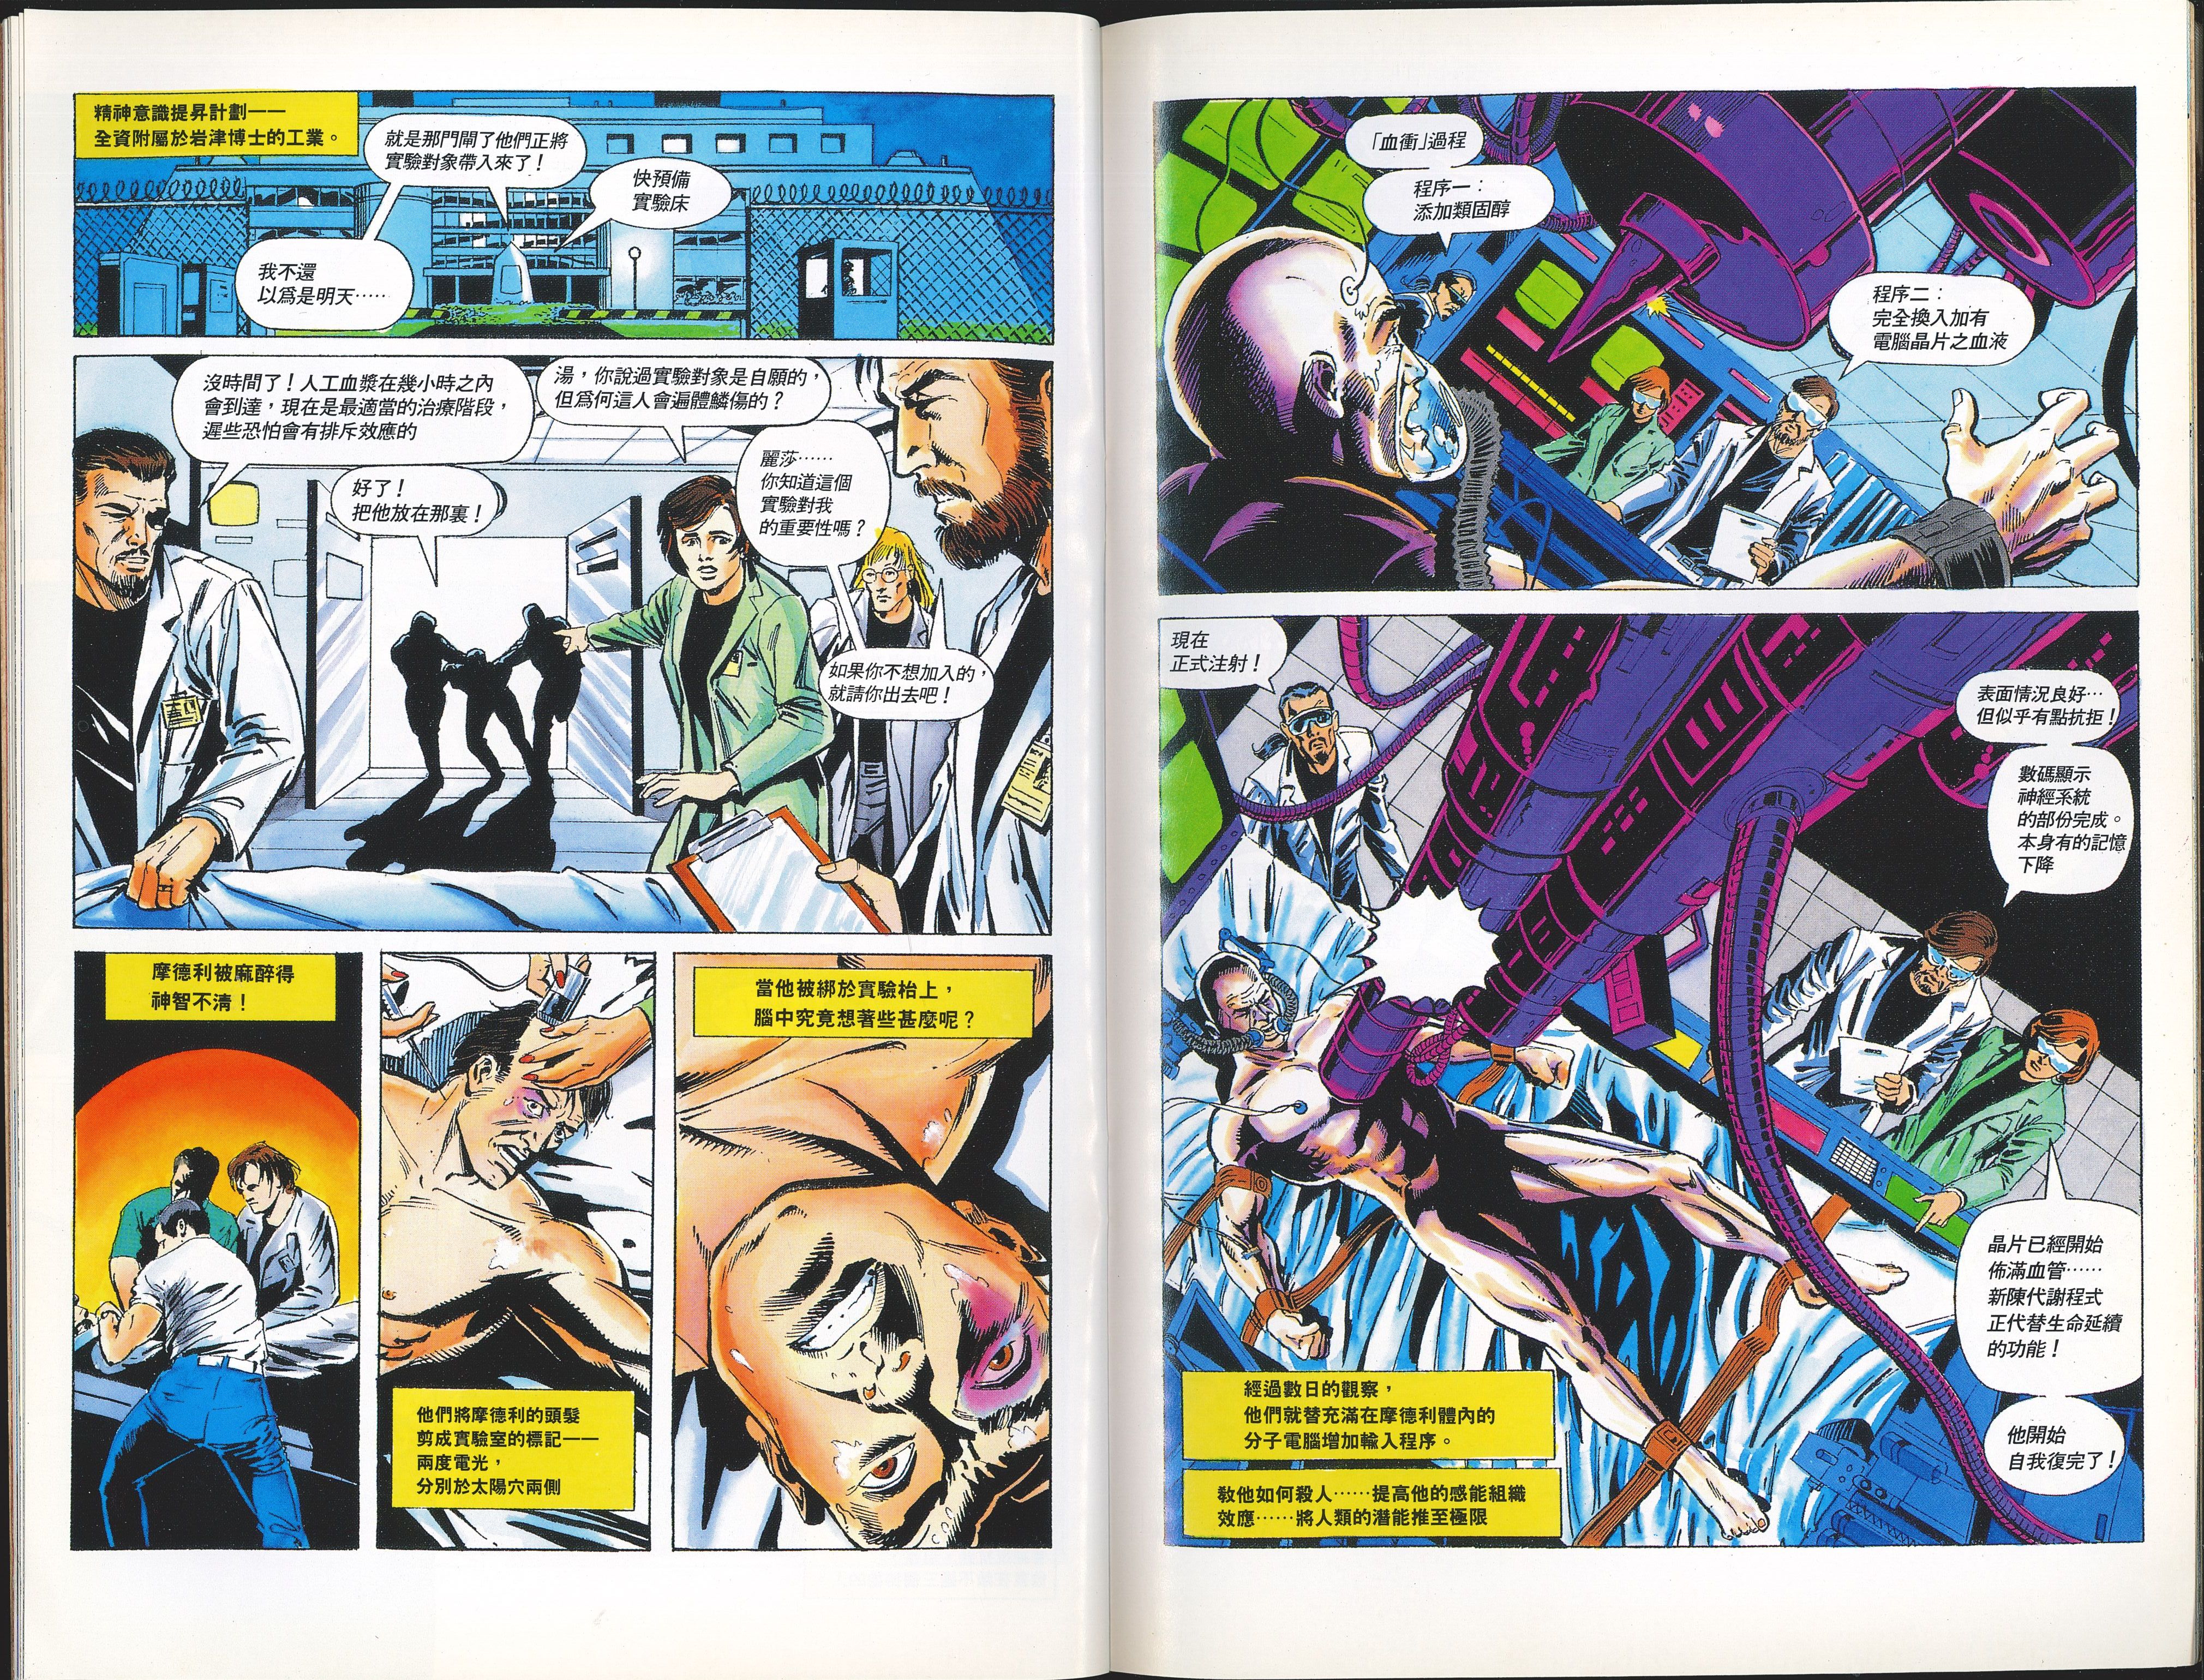 精神意識提昇計劃——
全資附屬於岩津博士的工業。
就是那門閘了他們正將
實驗對象帶入來了！
快預備
實驗床
我不還
以爲是明天……
沒時間了！人工血漿在幾小時之內
會到達，現在是最適當的治療階段，
遲些恐怕會有排斥效應的
湯，你說過實驗對象是自願的，
但爲何這人會遍體鱗傷的？
好了！
把他放在那裏！
麗莎……
你知道這個
實驗對我
的重要性嗎？
如果你不想加入的，
就請你出去吧！
摩德利被麻醉得
神智不淸！
他們將摩德利的頭髮
剪成實驗室的標記——
兩度電光，
分別於太陽穴兩側
當他被綁於實驗枱上，
腦中究竟想著些甚麼呢？
「血衝」過程
程序一：
添加類固醇
程序二：
完全換入加有
電腦晶片之血液
現在
正式注射！
表面情況良好…
但似乎有點抗拒！
數碼顯示
神經系統
的部份完成。
本身有的記憶
下降
晶片已經開始
佈滿血管……
新陳代謝程式
正代替生命延續
的功能！
他開始
自我復完了！
經過數日的觀察，
他們就替充滿在摩德利體內的
分子電腦增加輸入程序。
教他如何殺人……提高他的感能組織
效應……將人類的潛能推至極限